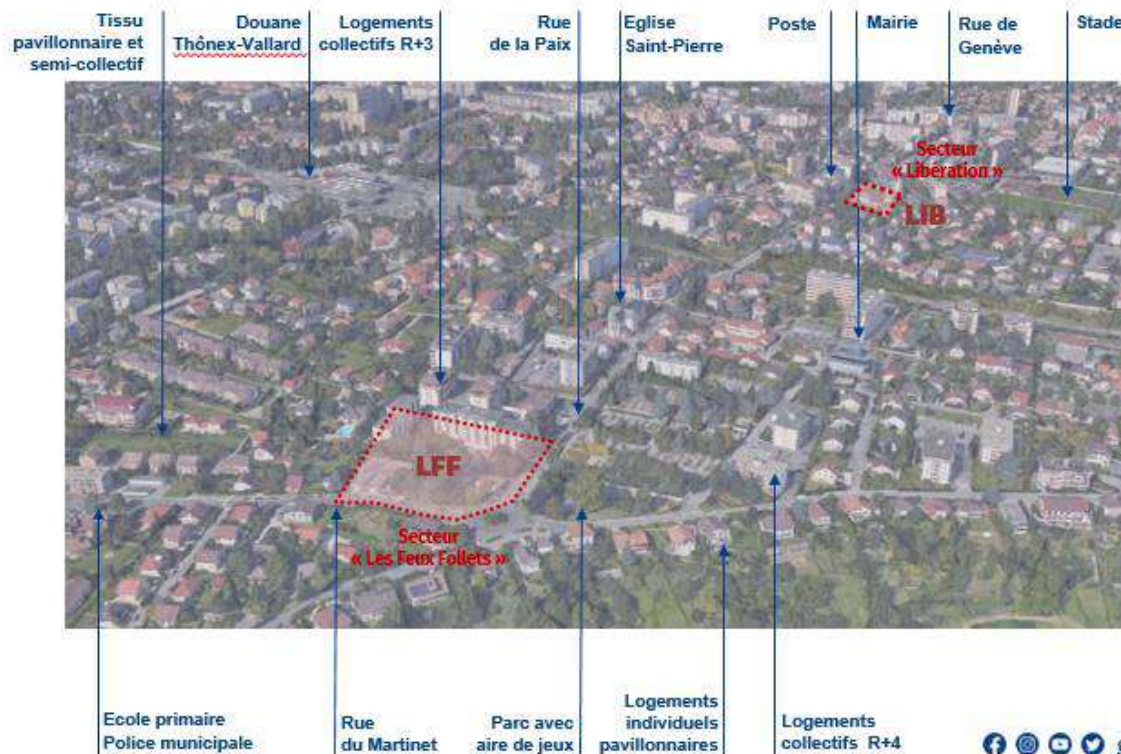 Tissu
pavillonnaire et
semi-collectif
Douane
Thônex-Vallard
Logements
collectifs R+3
Rue
de la Paix
Eglise
Saint-Pierre
Poste
Mairie
Rue de
Genève
Stade
Secteur
« Libération »
LIB
LFF
Secteur
« Les Feux Follets »
Ecole primaire
Police municipale
Rue
du Martinet
Parc avec
aire de jeux
Logements
individuels
pavillonnaires
Logements
collectifs R+4